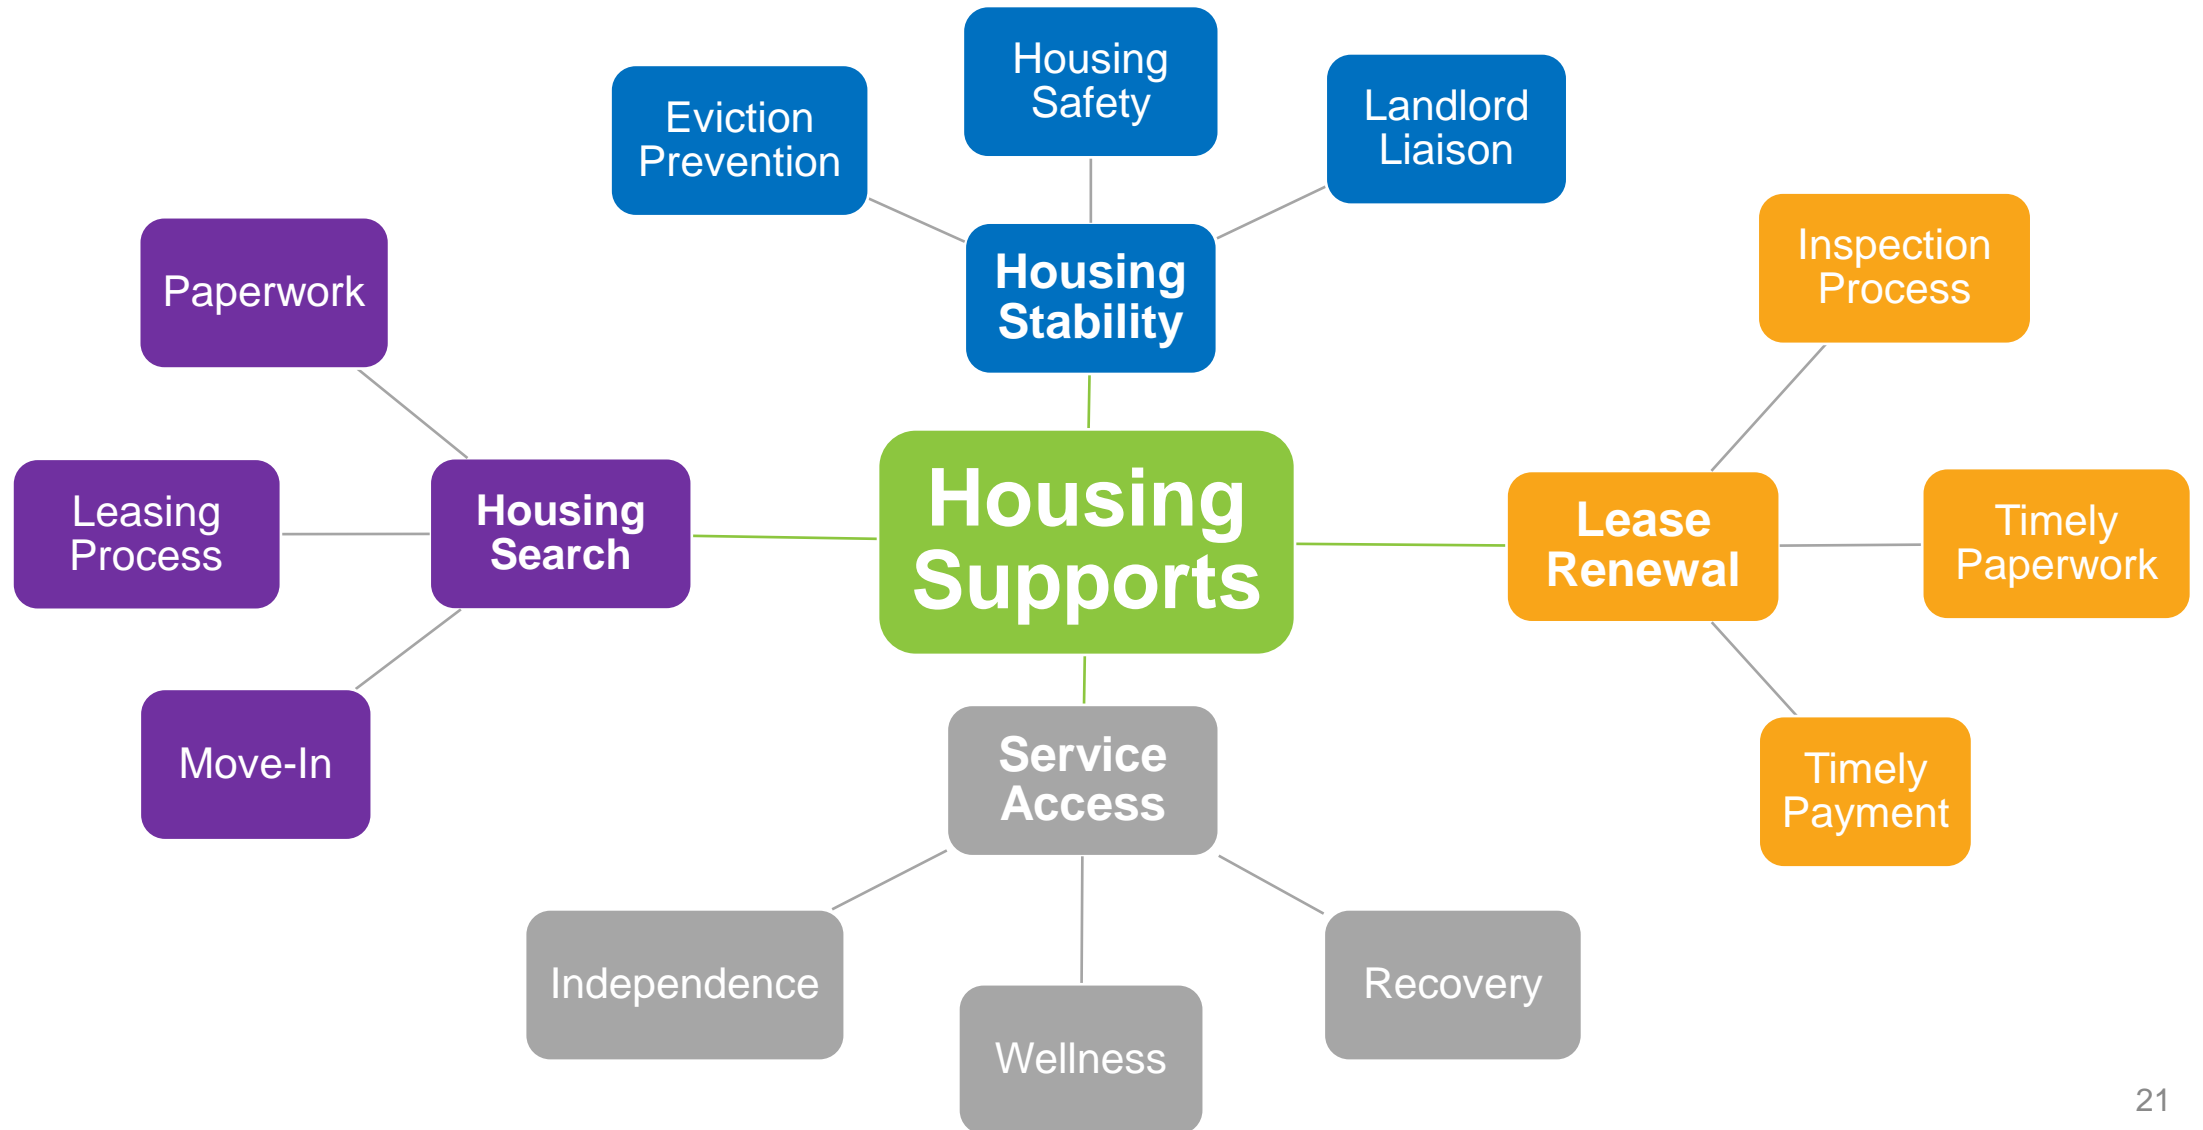 Housing
Safety
Eviction
Prevention
Landlord
Liaison
Housing
Stability
Inspection
Process
Paperwork
Housing
Supports
Leasing
Process
Housing
Search
Lease
Renewal
Timely
Paperwork
Move-In
Service
Access
Timely
Payment
Independence
Wellness
Recovery
21